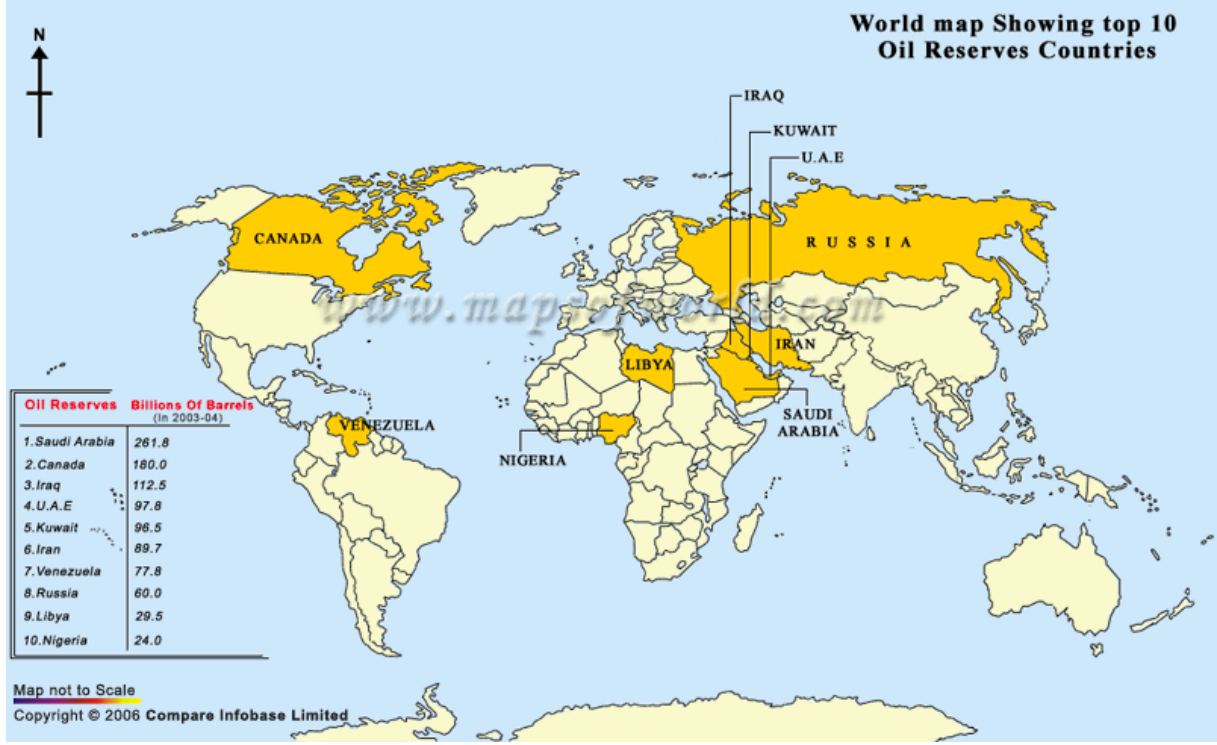 World map Showing top 10
Oil Reserves Countries
N
IRAQ
KUWAIT
U.A.E
CANADA
R U S S I A
www.mapsofworld.com
IRAN
LIBYA
SAUDI
ARABIA
VENEZUELA
NIGERIA
Oil Reserves Billions Of Barrels
(In 2003-04)
1.Saudi Arabia 261.8
2.Canada 180.0
3.Iraq 112.5
4.U.A.E 97.8
5.Kuwait 96.5
6.Iran 89.7
7.Venezuela 77.8
8.Russia 60.0
9.Libya 29.5
10.Nigeria 24.0
Map not to Scale
Copyright © 2006 Compare Infobase Limited